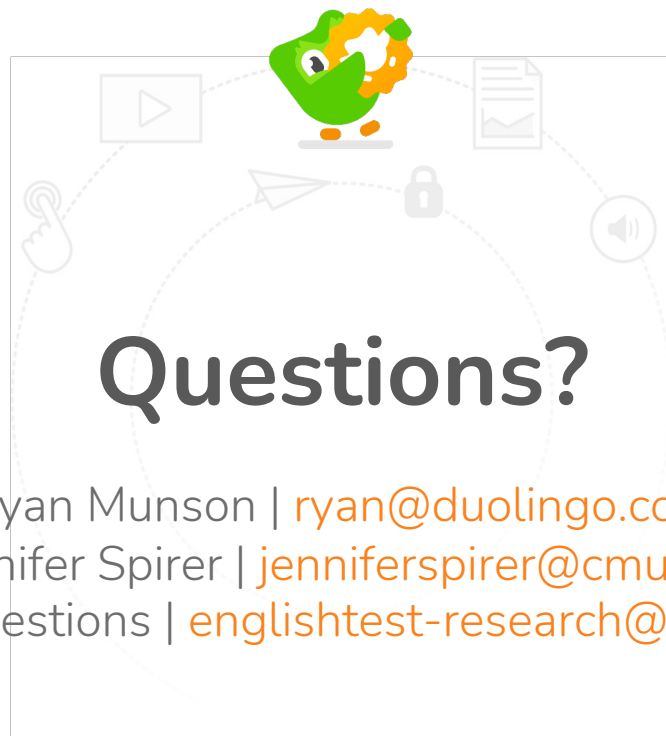 Questions?
yan Munson | ryan@duolingo.co
nifer Spirer | jenniferspirer@cmu
estions | englishtest-research@